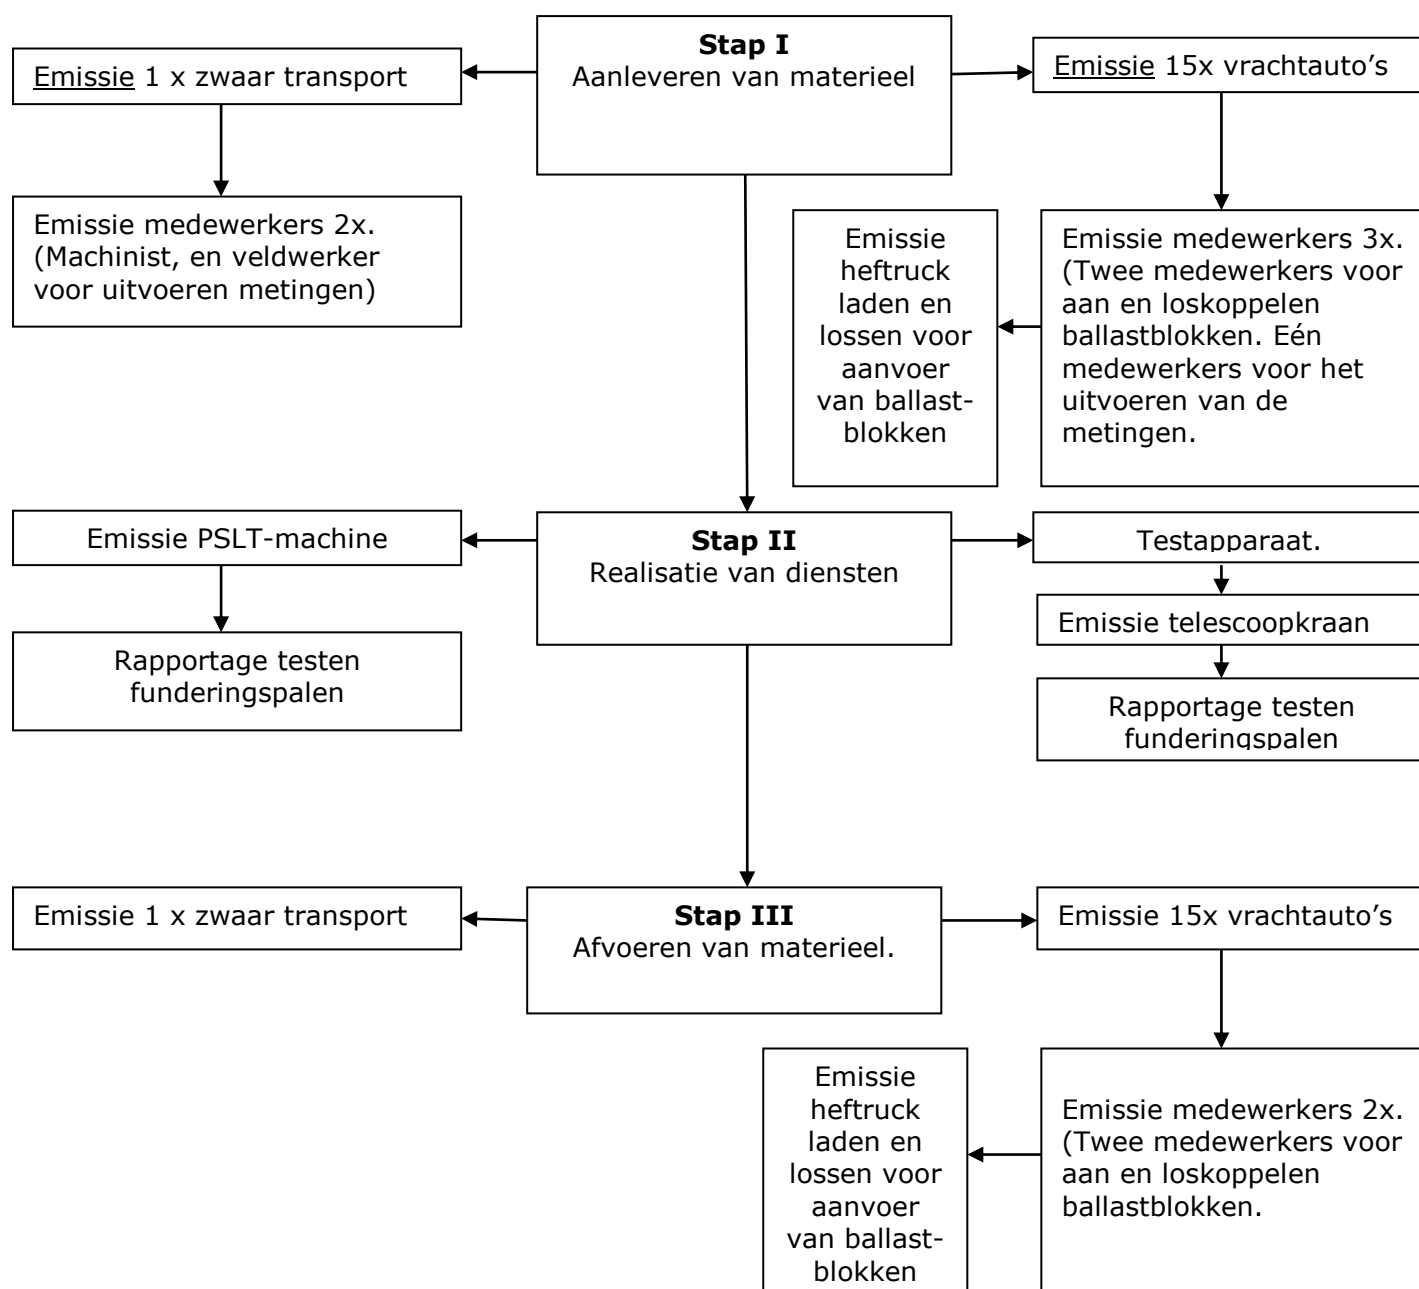 Stap I
Aanleveren van materieel
Emissie 1 x zwaar transport
Emissie 15x vrachtauto’s
Emissie medewerkers 2x.
(Machinist, en veldwerker
voor uitvoeren metingen)
Emissie
heftruck
laden en
lossen voor
aanvoer
van ballast-
blokken
Emissie medewerkers 3x.
(Twee medewerkers voor
aan en loskoppelen
ballastblokken. Eén
medewerkers voor het
uitvoeren van de
metingen.
Stap II
Realisatie van diensten
Emissie PSLT-machine
Testapparaat.
Rapportage testen
funderingspalen
Emissie telescoopkraan
Rapportage testen
funderingspalen
Stap III
Afvoeren van materieel.
Emissie 1 x zwaar transport
Emissie 15x vrachtauto’s
Emissie
heftruck
laden en
lossen voor
aanvoer
van ballast-
blokken
Emissie medewerkers 2x.
(Twee medewerkers voor
aan en loskoppelen
ballastblokken.